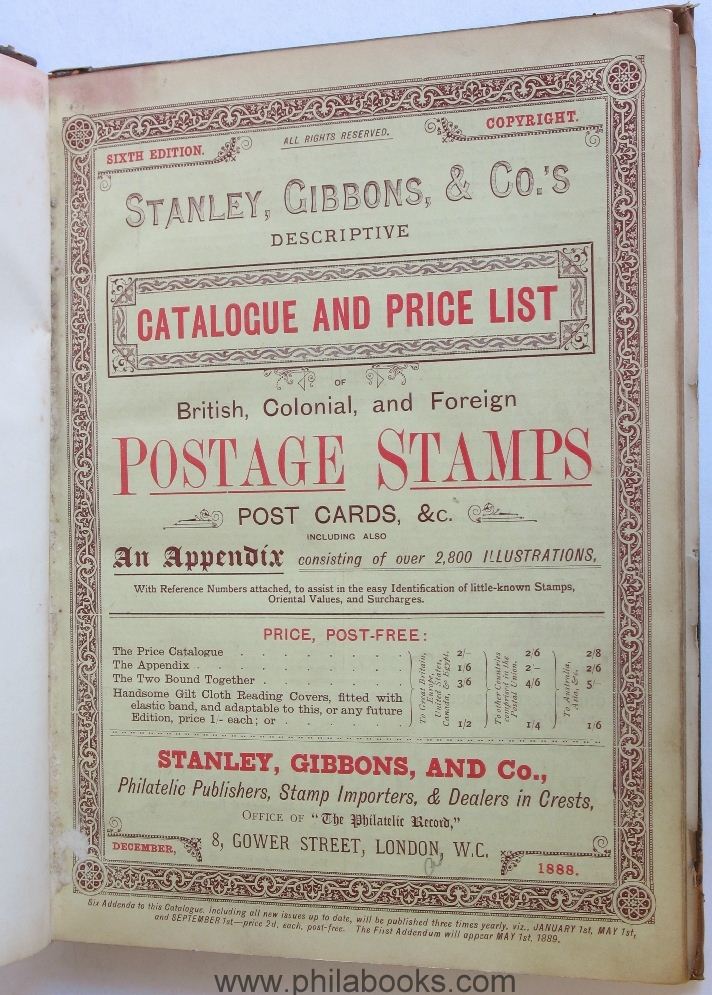 SIXTH EDITION.
ALL RIGHTS RESERVED.
COPYRIGHT.
STANLEY, GIBBONS, & CO.'S
DESCRIPTIVE
CATALOGUE AND PRICE LIST
OF
British, Colonial, and Foreign
POSTAGE STAMPS
POST CARDS, &c.
INCLUDING ALSO
An Appendix consisting of over 2,800 ILLUSTRATIONS,
With Reference Numbers attached, to assist in the easy Identification of little-known Stamps,
Oriental Values, and Surcharges.
PRICE, POST-FREE:
To Great Britain, Europe, United States, Canada, & Egypt.
To other Countries comprised in the Postal Union.
To Australia, Asia, &c.
The Price Catalogue . . . . . . . 2/- 2/6 2/8
The Appendix . . . . . . . . 1/6 2/- 2/6
The Two Bound Together . . . . . . 3/6 4/6 5/-
Handsome Gilt Cloth Reading Covers, fitted with
elastic band, and adaptable to this, or any future
Edition, price 1/- each; or . . . . . 1/2 1/4 1/6
STANLEY, GIBBONS, AND Co.,
Philatelic Publishers, Stamp Importers, & Dealers in Crests,
OFFICE OF "The Philatelic Record,"
DECEMBER, 8, GOWER STREET, LONDON, W.C. 1888.
Six Addenda to this Catalogue, including all new issues up to date, will be published three times yearly, viz., JANUARY 1st, MAY 1st,
and SEPTEMBER 1st—price 2d. each, post-free. The First Addendum will appear MAY 1st, 1889.
www.philabooks.com